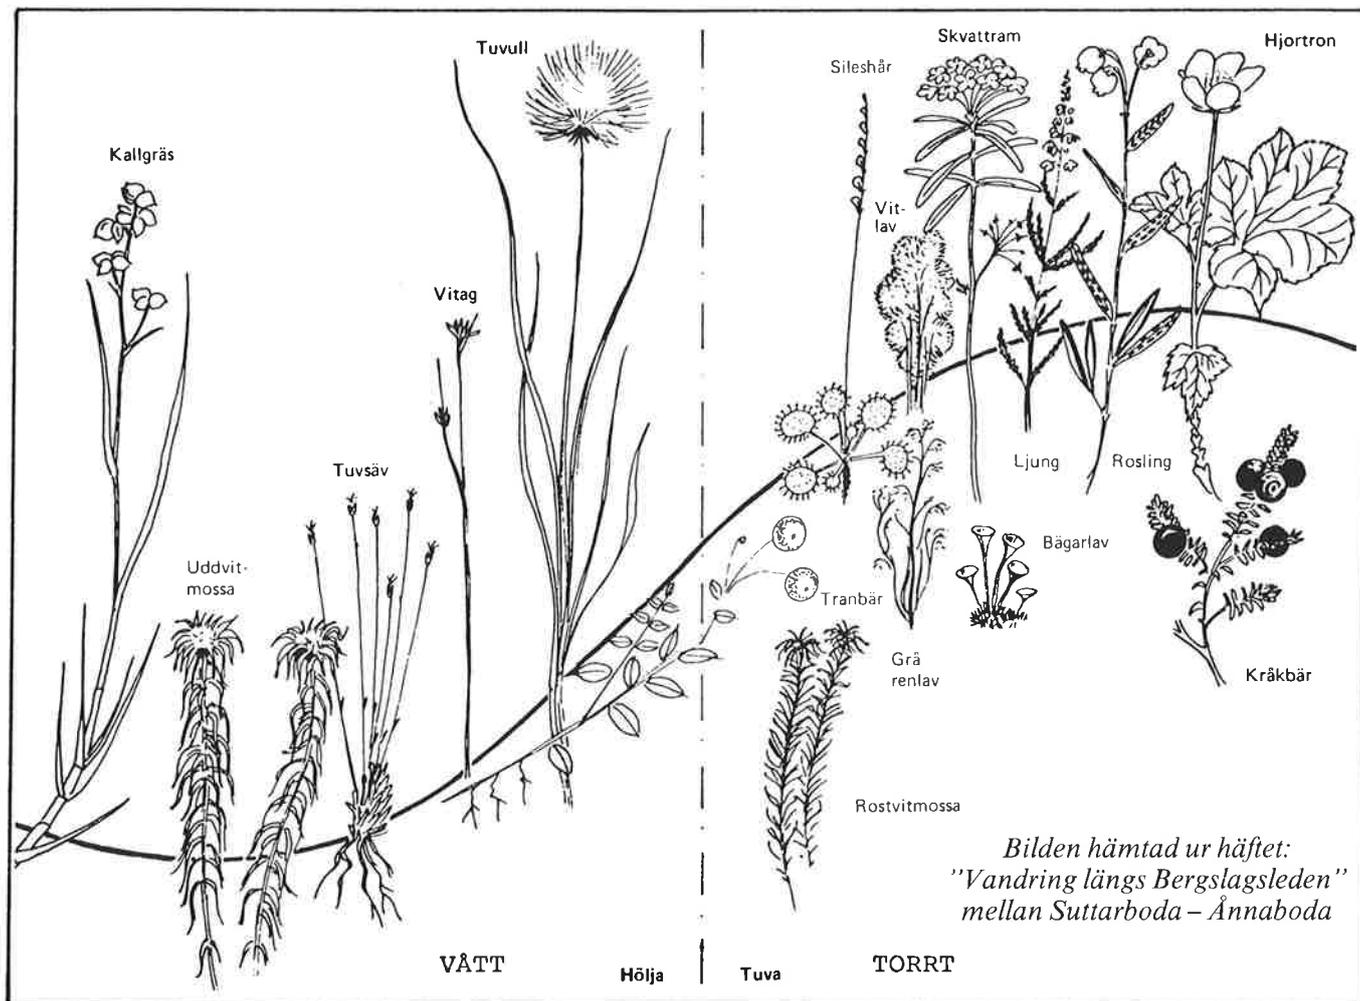 Tuvull
Skvattram
Hjortron
Sileshår
Kallgräs
Vit-
lav
Vitag
Tuvsäv
Ljung
Rosling
Uddvit-
mossa
Bägarlav
Tranbär
Grå
renlav
Kråkbär
Rostvitmossa
Bilden hämtad ur häftet:
”Vandring längs Bergslagsleden”
mellan Suttarboda – Ånnaboda
VÅTT
Hölja
Tuva
TORRT